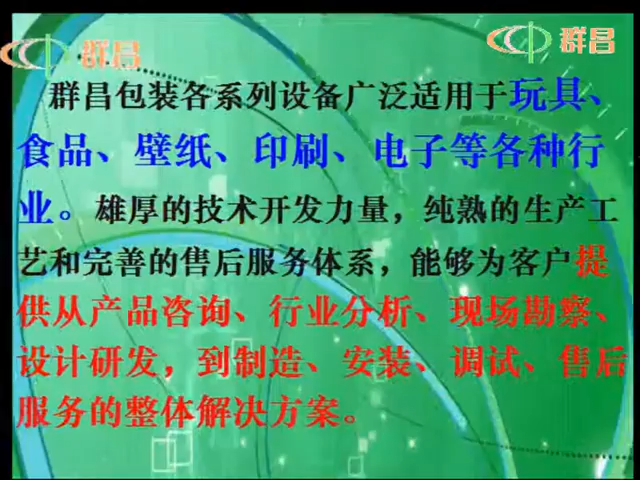 群昌
群昌
群昌包装各系列设备广泛适用于玩具、
食品、壁纸、印刷、电子等各种行
业。雄厚的技术开发力量，纯熟的生产工
艺和完善的售后服务体系，能够为客户提
供从产品咨询、行业分析、现场勘察、
设计研发，到制造、安装、调试、售后
服务的整体解决方案。